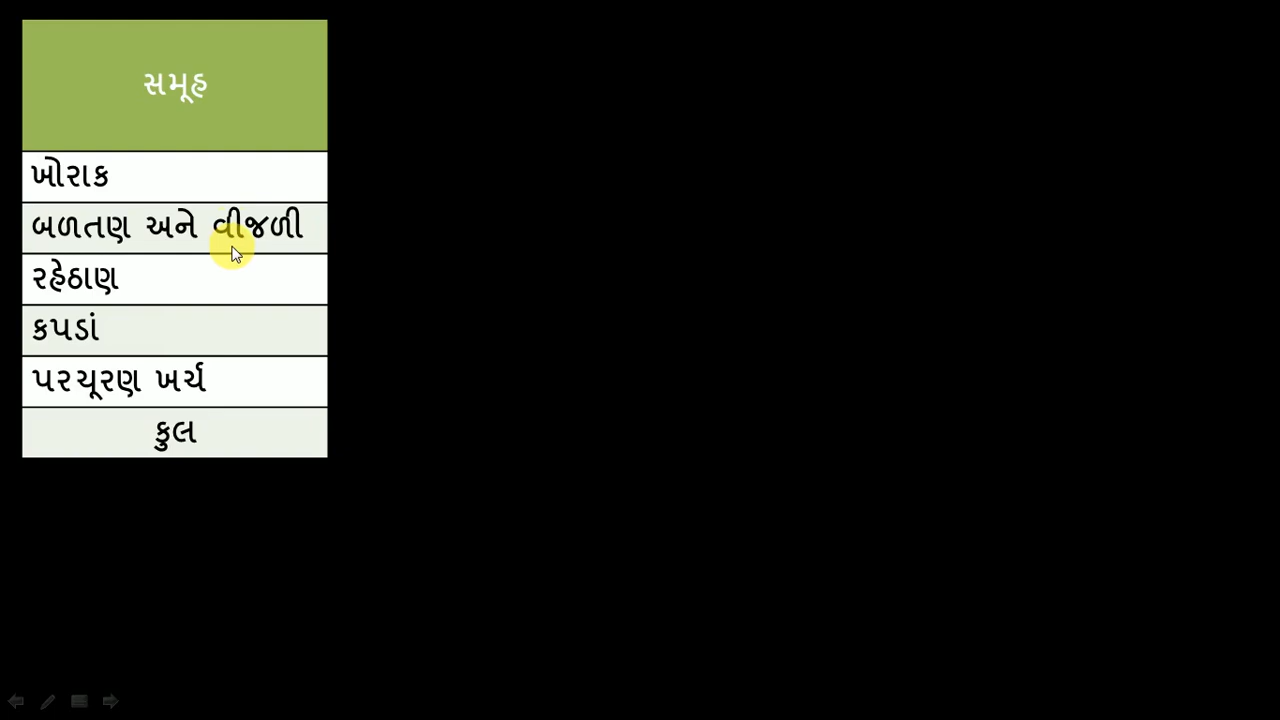 સમૂહ
ખોરાક
બળતણ અને વીજળી
રહેઠાણ
કપડાં
પરચૂરણ ખર્ચ
કુલ